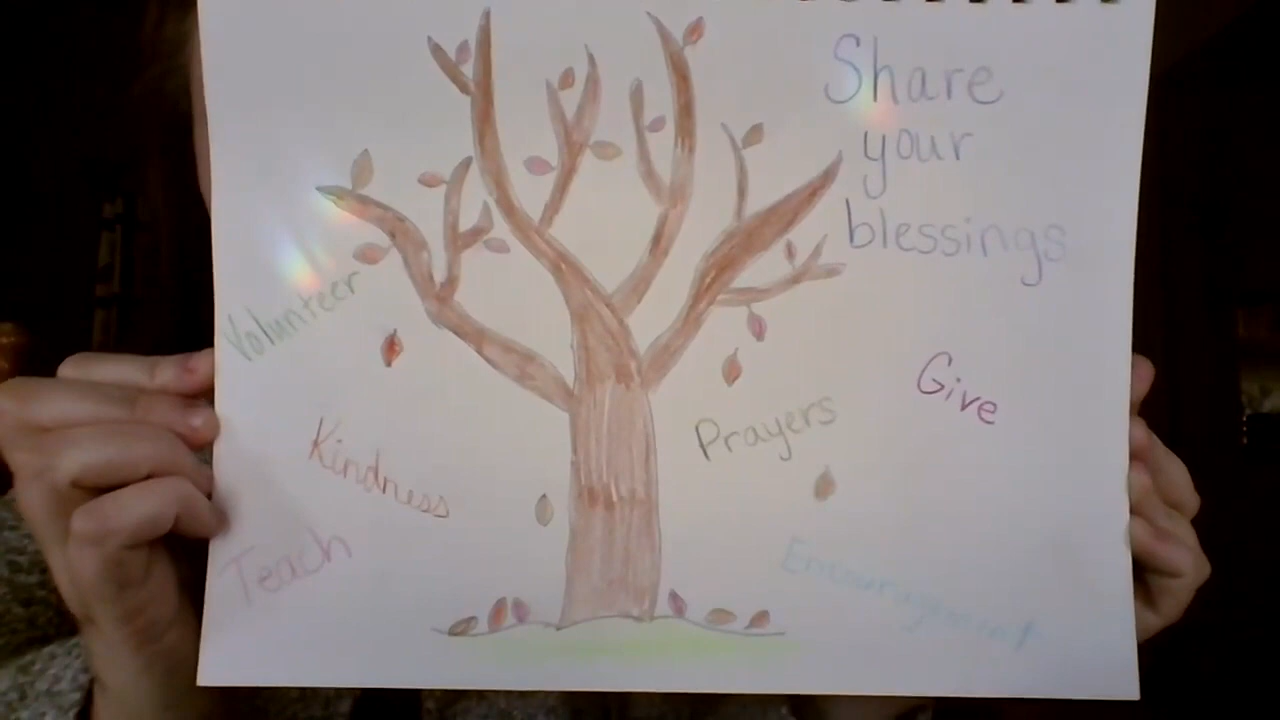 Share
your
blessings
Volunteer
Give
Prayers
Kindness
Teach
Encouragement